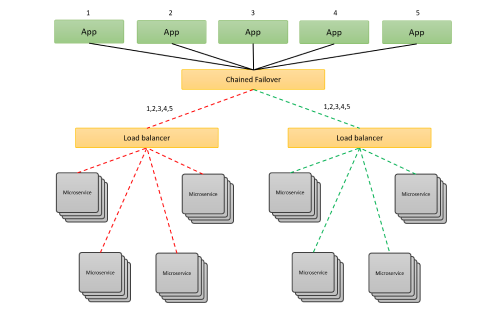 1 2 3 4 5
App App App App App
Chained Failover
1,2,3,4,5 1,2,3,4,5
Load balancer Load balancer
Microservice Microservice Microservice Microservice
Microservice Microservice Microservice Microservice